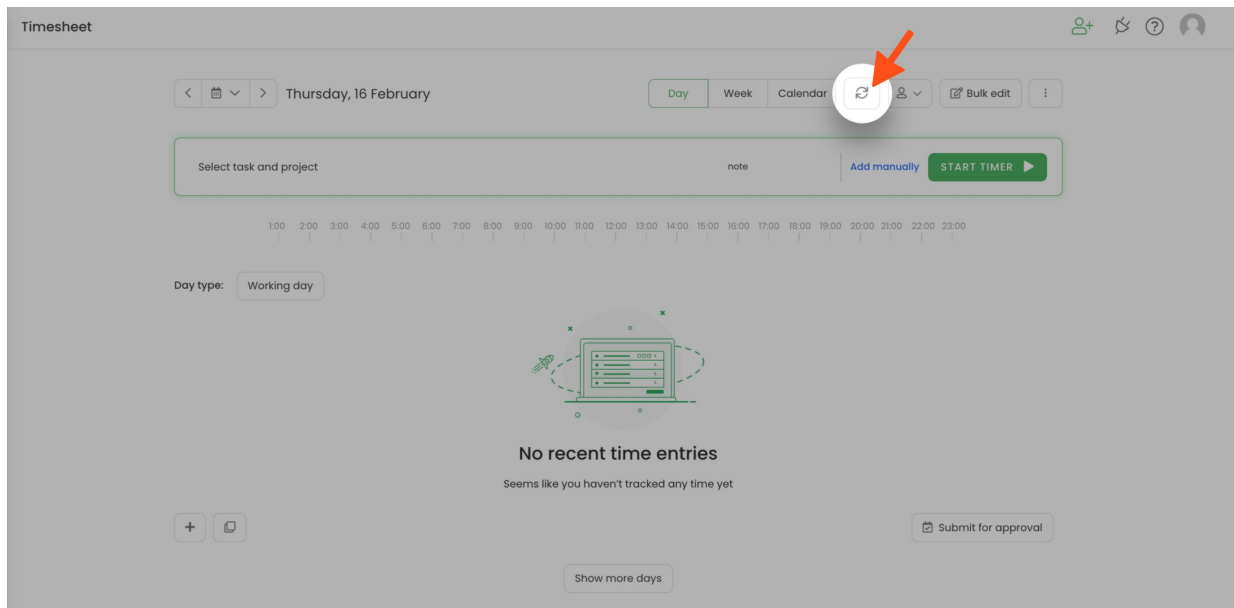 Timesheet
Thursday, 16 February
Day Week Calendar Bulk edit
Select task and project note Add manually START TIMER
1:00 2:00 3:00 4:00 5:00 6:00 7:00 8:00 9:00 10:00 11:00 12:00 13:00 14:00 15:00 16:00 17:00 18:00 19:00 20:00 21:00 22:00 23:00
Day type: Working day
No recent time entries
Seems like you haven't tracked any time yet
Submit for approval
Show more days